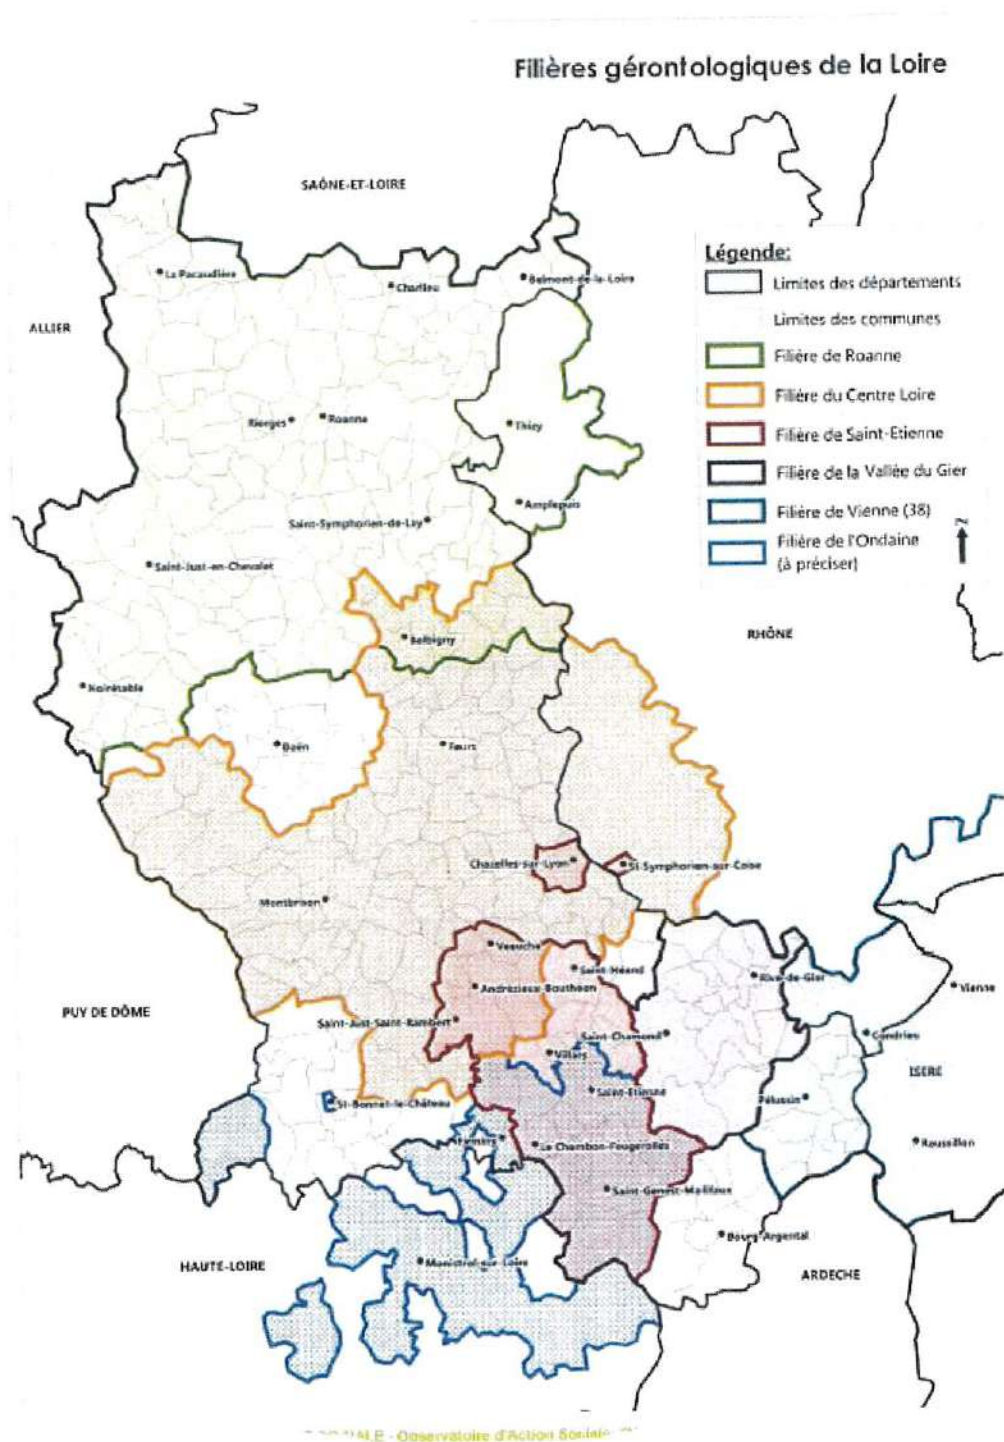 Filières gérontologiques de la Loire
SAÔNE-ET-LOIRE
Légende:
La Pacaudière
Charlieu
Belmont-de-la-Loire
Limites des départements
ALLIER
Limites des communes
Filière de Roanne
Filière du Centre Loire
Riorges
Roanne
Thizy
Filière de Saint-Etienne
Filière de la Vallée du Gier
Amplepuis
Filière de Vienne (38)
Saint-Symphorien-de-Lay
Filière de l'Ondaine
(à préciser)
N
Saint-Just-en-Chevalet
Balbigny
RHÔNE
Noirétable
Boën
Feurs
Chazelles-sur-Lyon
St-Symphorien-sur-Coise
Montbrison
Veauche
Saint-Héand
Rive-de-Gier
Andrézieux-Bouthéon
Vienne
PUY DE DÔME
Saint-Just-Saint-Rambert
Saint-Chamond
Condrieu
Villars
ISERE
Saint-Etienne
Pélussin
St-Bonnet-le-Château
Firminy
Le Chambon-Feugerolles
Roussillon
Saint-Genest-Malifaux
Bourg-Argental
HAUTE-LOIRE
Monistrol-sur-Loire
ARDECHE
Observatoire d'Action Sociale